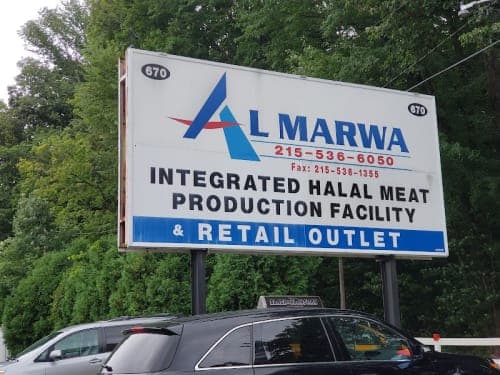 670
670
AL MARWA
215-536-6050
Fax: 215-536-1355
INTEGRATED HALAL MEAT
PRODUCTION FACILITY
& RETAIL OUTLET